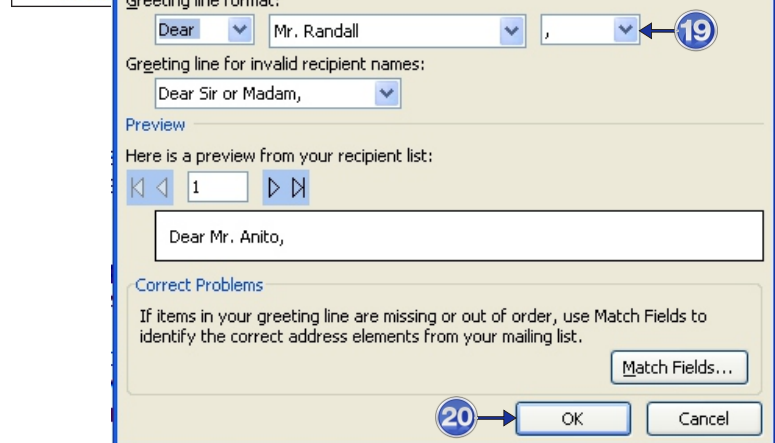 Greeting line format:
Dear Mr. Randall , 19
Greeting line for invalid recipient names:
Dear Sir or Madam,
Preview
Here is a preview from your recipient list:
1
Dear Mr. Anito,
Correct Problems
If items in your greeting line are missing or out of order, use Match Fields to
identify the correct address elements from your mailing list.
Match Fields...
20 OK Cancel